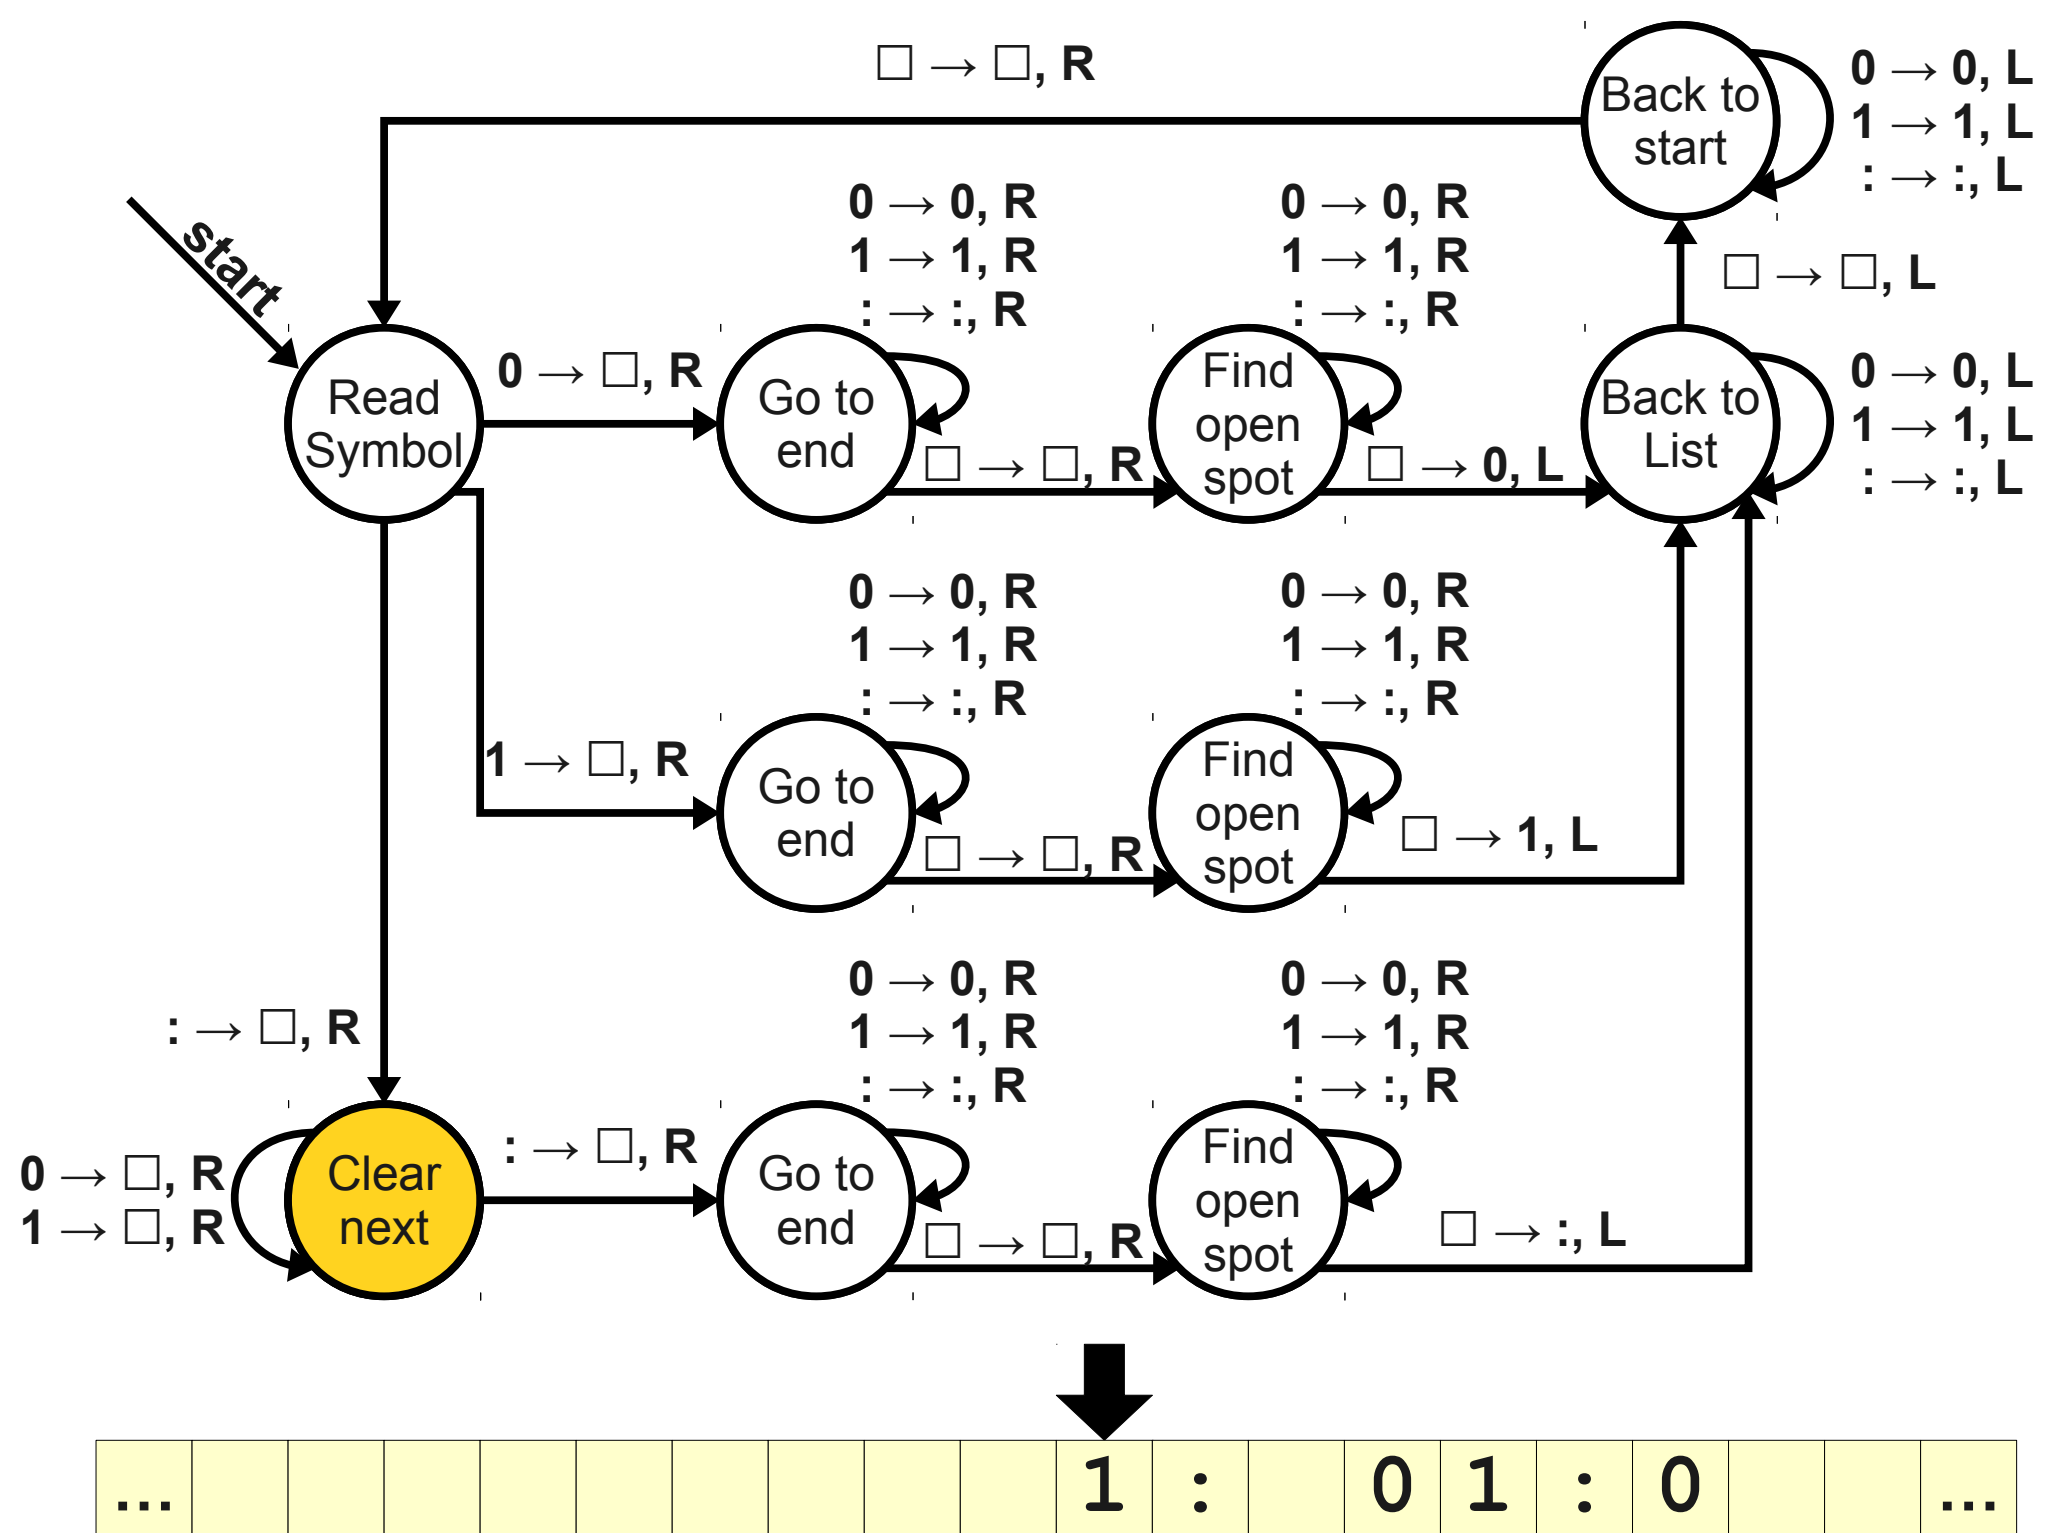 □ → □, R
Back to
start
0 → 0, L
1 → 1, L
: → :, L
start
0 → 0, R
1 → 1, R
: → :, R
0 → 0, R
1 → 1, R
: → :, R
□ → □, L
Read
Symbol
0 → □, R
Go to
end
□ → □, R
Find
open
spot
□ → 0, L
Back to
List
0 → 0, L
1 → 1, L
: → :, L
0 → 0, R
1 → 1, R
: → :, R
0 → 0, R
1 → 1, R
: → :, R
1 → □, R
Go to
end
□ → □, R
Find
open
spot
□ → 1, L
0 → 0, R
1 → 1, R
: → :, R
0 → 0, R
1 → 1, R
: → :, R
: → □, R
0 → □, R
1 → □, R
Clear
next
: → □, R
Go to
end
□ → □, R
Find
open
spot
□ → :, L
... 1 : 0 1 : 0 ...